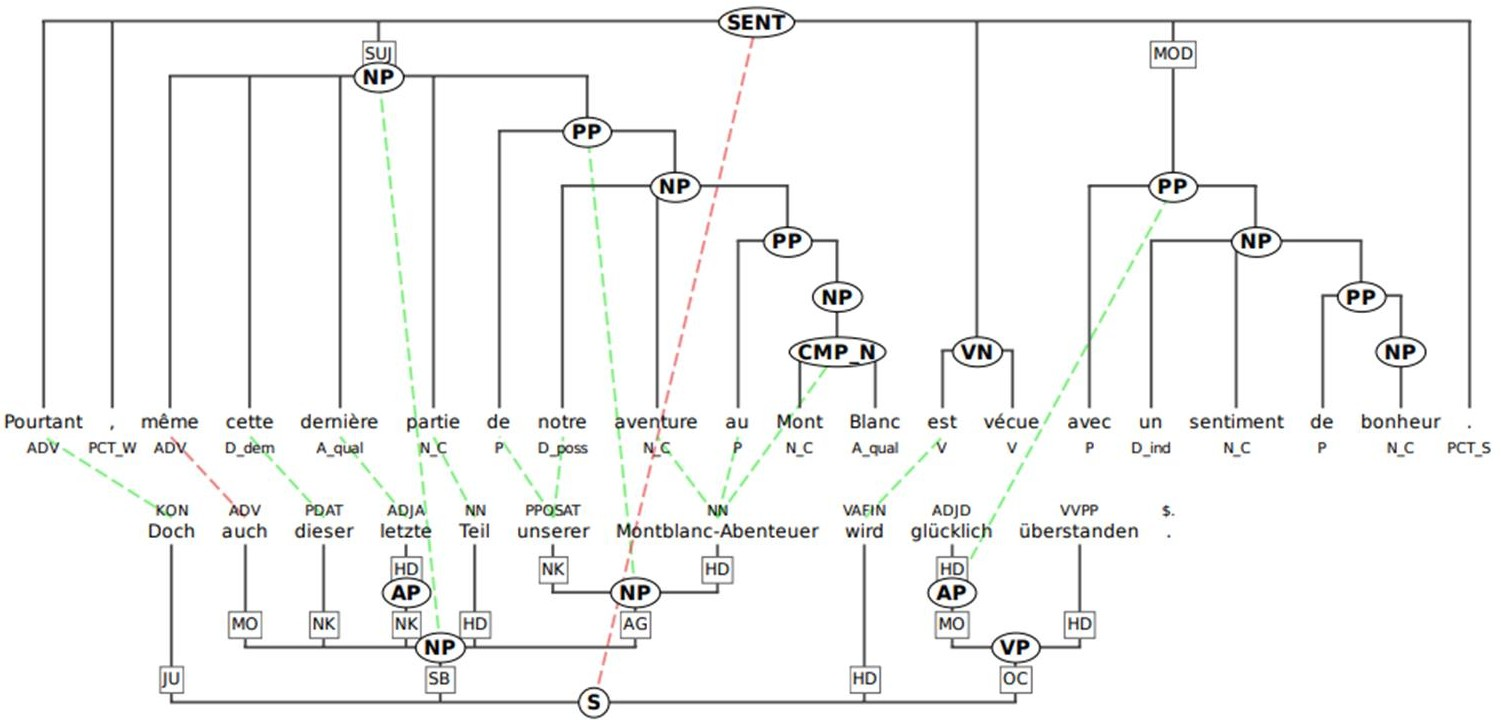 SENT
SUJ MOD
NP
PP
NP PP
PP NP
NP PP
CMP_N VN NP
Pourtant , même cette dernière partie de notre aventure au Mont Blanc est vécue avec un sentiment de bonheur .
ADV PCT_W ADV D_dem A_qual N_C P D_poss N_C P N_C A_qual V V P D_ind N_C P N_C PCT_S
KON ADV PDAT ADJA NN PPOSAT NN VAFIN ADJD VVPP $.
Doch auch dieser letzte Teil unserer Montblanc-Abenteuer wird glücklich überstanden .
HD NK HD HD
AP NP AP
MO NK NK HD AG MO HD
NP VP
JU SB HD OC
S